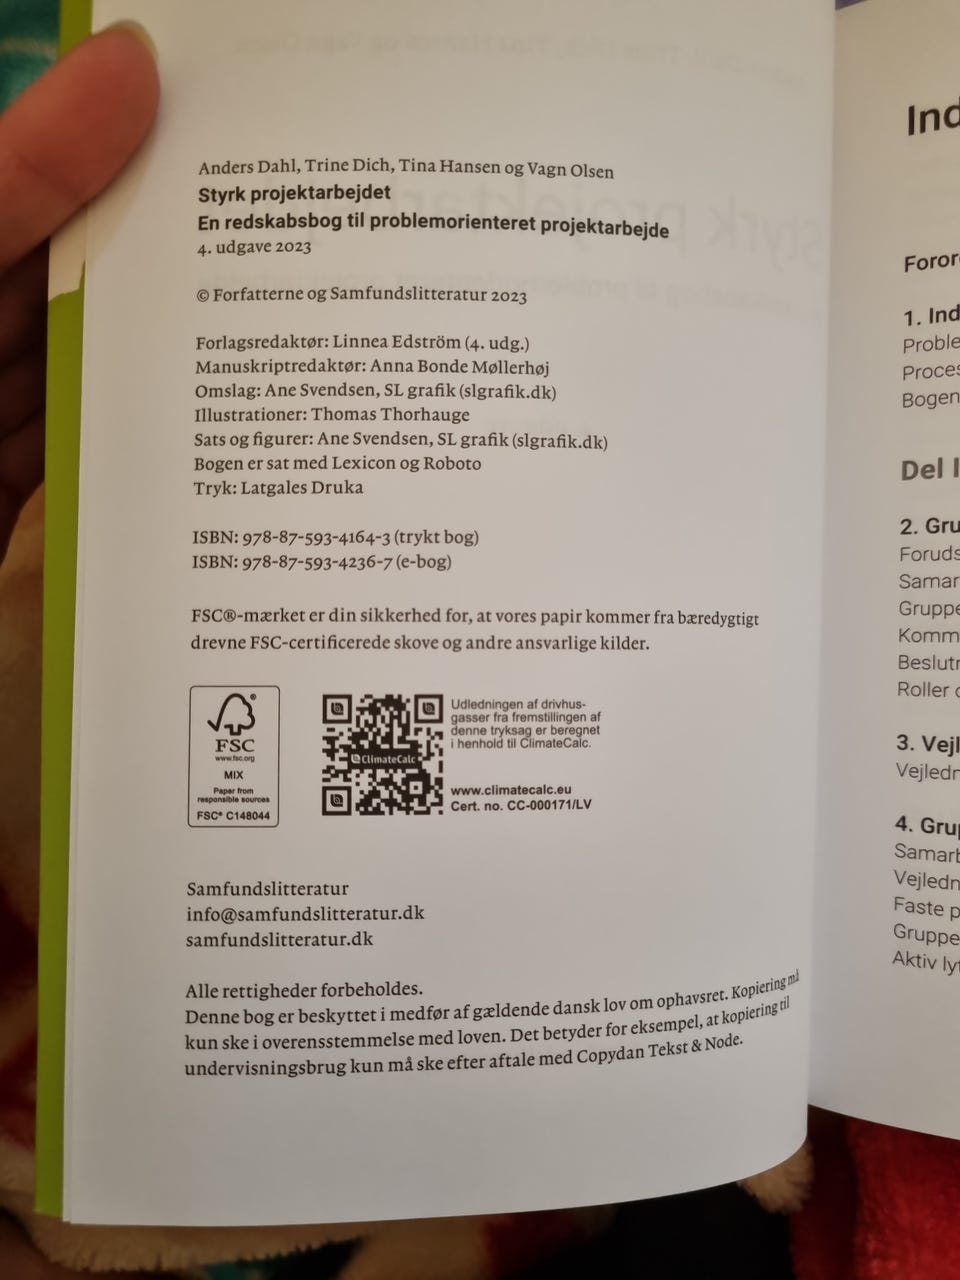 Anders Dahl, Trine Dich, Tina Hansen og Vagn Olsen
Styrk projektarbejdet
En redskabsbog til problemorienteret projektarbejde
4. udgave 2023
© Forfatterne og Samfundslitteratur 2023
Forlagsredaktør: Linnea Edström (4. udg.)
Manuskriptredaktør: Anna Bonde Møllerhøj
Omslag: Ane Svendsen, SL grafik (slgrafik.dk)
Illustrationer: Thomas Thorhauge
Sats og figurer: Ane Svendsen, SL grafik (slgrafik.dk)
Bogen er sat med Lexicon og Roboto
Tryk: Latgales Druka
ISBN: 978-87-593-4164-3 (trykt bog)
ISBN: 978-87-593-4236-7 (e-bog)
FSC®-mærket er din sikkerhed for, at vores papir kommer fra bæredygtigt
drevne FSC-certificerede skove og andre ansvarlige kilder.
®
FSC
www.fsc.org
MIX
Paper from
responsible sources
FSC® C148044
ClimateCalc
Udledningen af drivhus-
gasser fra fremstillingen af
denne tryksag er beregnet
i henhold til ClimateCalc.
www.climatecalc.eu
Cert. no. CC-000171/LV
Samfundslitteratur
info@samfundslitteratur.dk
samfundslitteratur.dk
Alle rettigheder forbeholdes.
Denne bog er beskyttet i medfør af gældende dansk lov om ophavsret. Kopiering må
kun ske i overensstemmelse med loven. Det betyder for eksempel, at kopiering til
undervisningsbrug kun må ske efter aftale med Copydan Tekst & Node.
Ind
Foror
1. Ind
Proble
Proces
Bogen
Del I
2. Gru
Foruds
Samar
Gruppe
Komm
Beslutn
Roller o
3. Vejl
Vejledn
4. Grup
Samarb
Vejledn
Faste p
Gruppe
Aktiv lyt